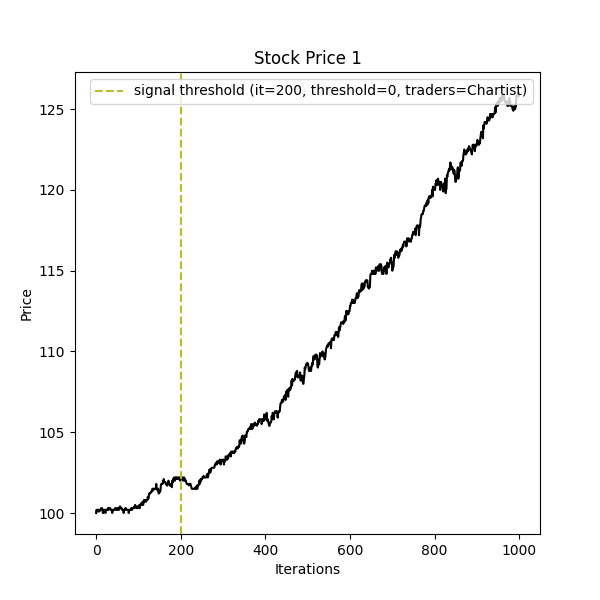 Stock Price 1
signal threshold (it=200, threshold=0, traders=Chartist)
125
120
115
110
105
100
Price
0 200 400 600 800 1000
Iterations